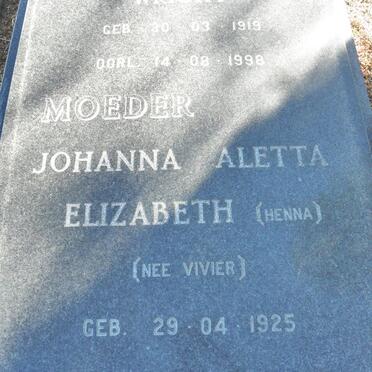 GEB. 30·03·1919
OORL. 14·08·1998
MOEDER
JOHANNA ALETTA
ELIZABETH (HENNA)
(NEE VIVIER)
GEB. 29·04·1925